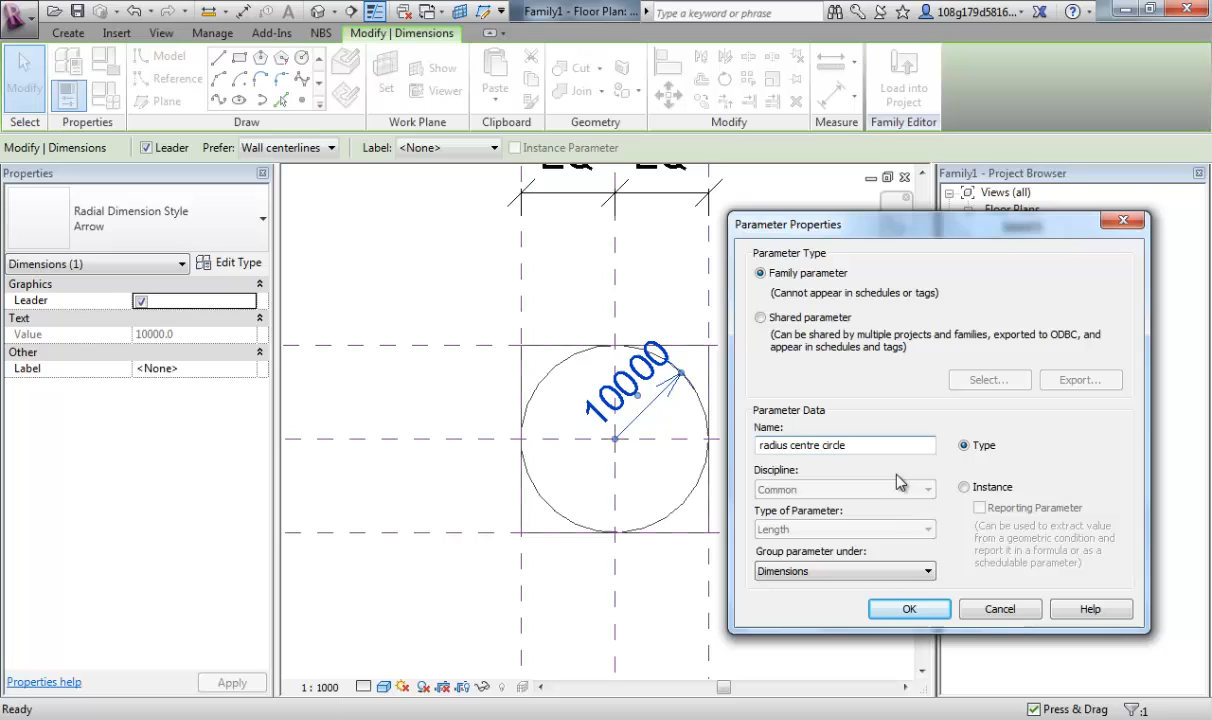 Family1 - Floor Plan: ...
Type a keyword or phrase
108g179d5816...
Create Insert View Manage Add-Ins NBS Modify | Dimensions
Modify
Model
Reference
Plane
Set
Show
Viewer
Paste
Cut
Join
Load into
Project
Select Properties Draw Work Plane Clipboard Geometry Modify Measure Family Editor
Modify | Dimensions Leader Prefer: Wall centerlines Label: <None> Instance Parameter
Properties
Radial Dimension Style
Arrow
Dimensions (1) Edit Type
Graphics
Leader
Text
Value 10000.0
Other
Label <None>
Properties help Apply
EQ EQ
10000
1 : 1000
Family1 - Project Browser
Views (all)
Floor Plans
Parameter Properties
Parameter Type
Family parameter
(Cannot appear in schedules or tags)
Shared parameter
(Can be shared by multiple projects and families, exported to ODBC, and
appear in schedules and tags)
Select... Export...
Parameter Data
Name:
radius centre circle
Type
Discipline:
Common
Instance
Reporting Parameter
(Can be used to extract value
from a geometric condition and
report it in a formula or as a
schedulable parameter)
Type of Parameter:
Length
Group parameter under:
Dimensions
OK Cancel Help
Ready
Press & Drag
:1